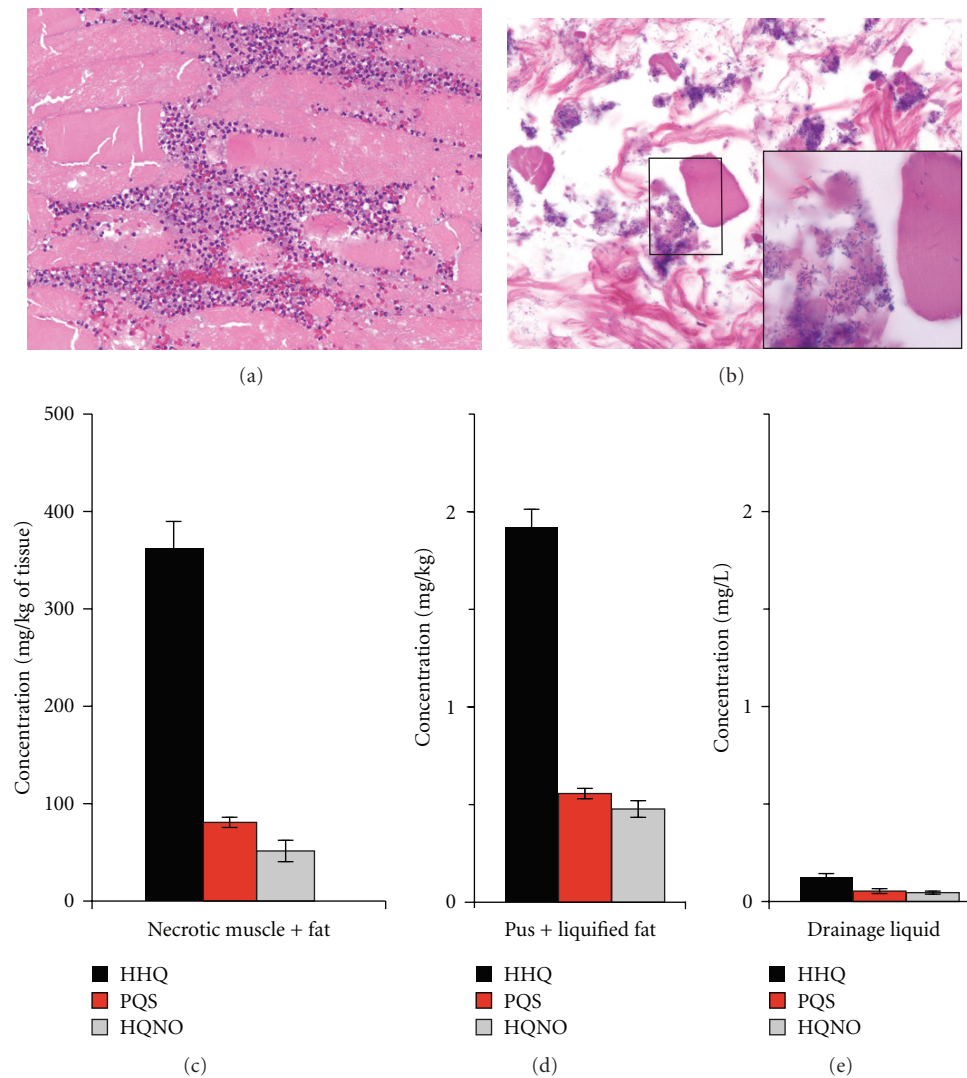 (a)
(b)
500
400
300
200
100
0
Concentration (mg/kg of tissue)
Necrotic muscle + fat
HHQ
PQS
HQNO
(c)
2
1
0
Concentration (mg/kg)
Pus + liquified fat
HHQ
PQS
HQNO
(d)
2
1
0
Concentration (mg/L)
Drainage liquid
HHQ
PQS
HQNO
(e)